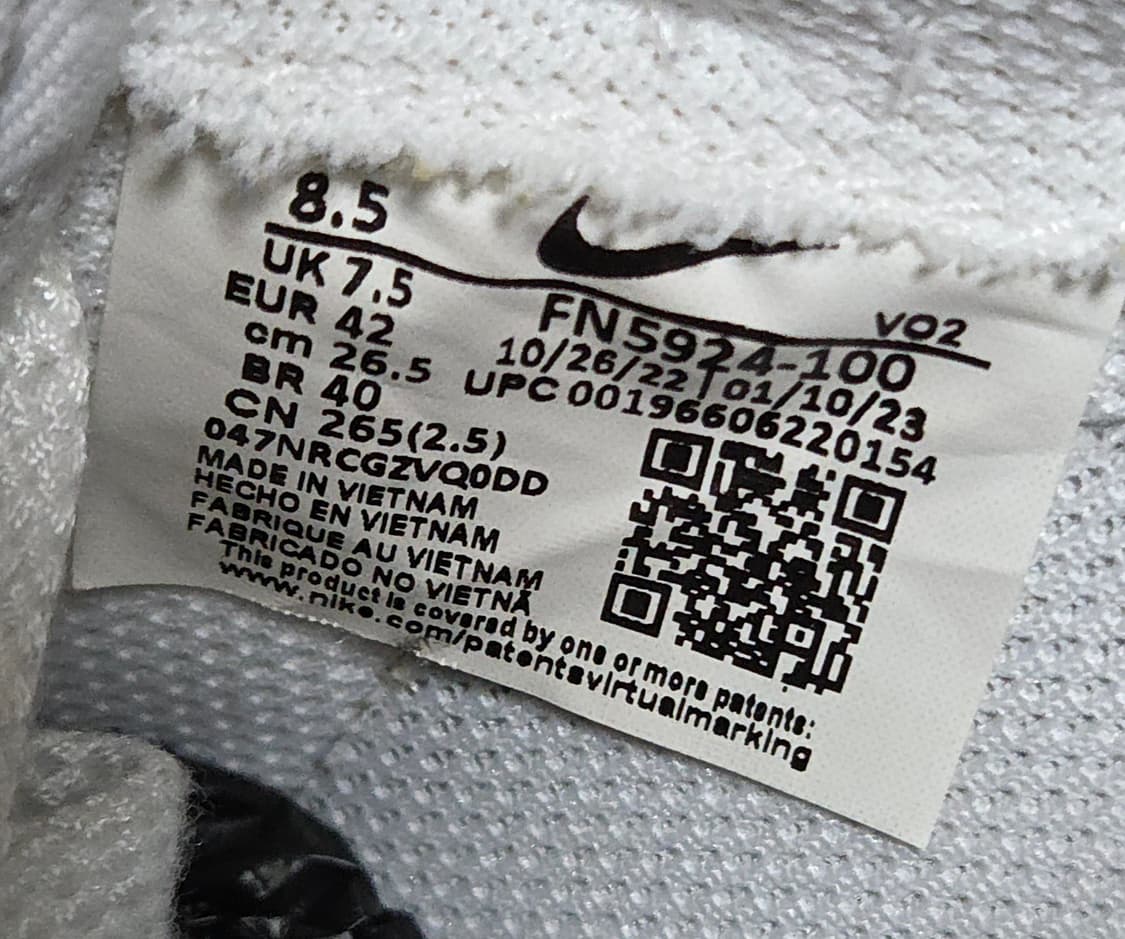 8.5
UK 7.5
EUR 42
cm 26.5
BR 40
CN 265(2.5)
047NRCGZVQ0DD
MADE IN VIETNAM
HECHO EN VIETNAM
FABRIQUE AU VIETNAM
FABRICADO NO VIETNÃ
This product is covered by one or more patents:
www.nike.com/patentsvirtualmarking
VO2
FN5924-100
10/26/22 01/10/23
UPC 00196606220154